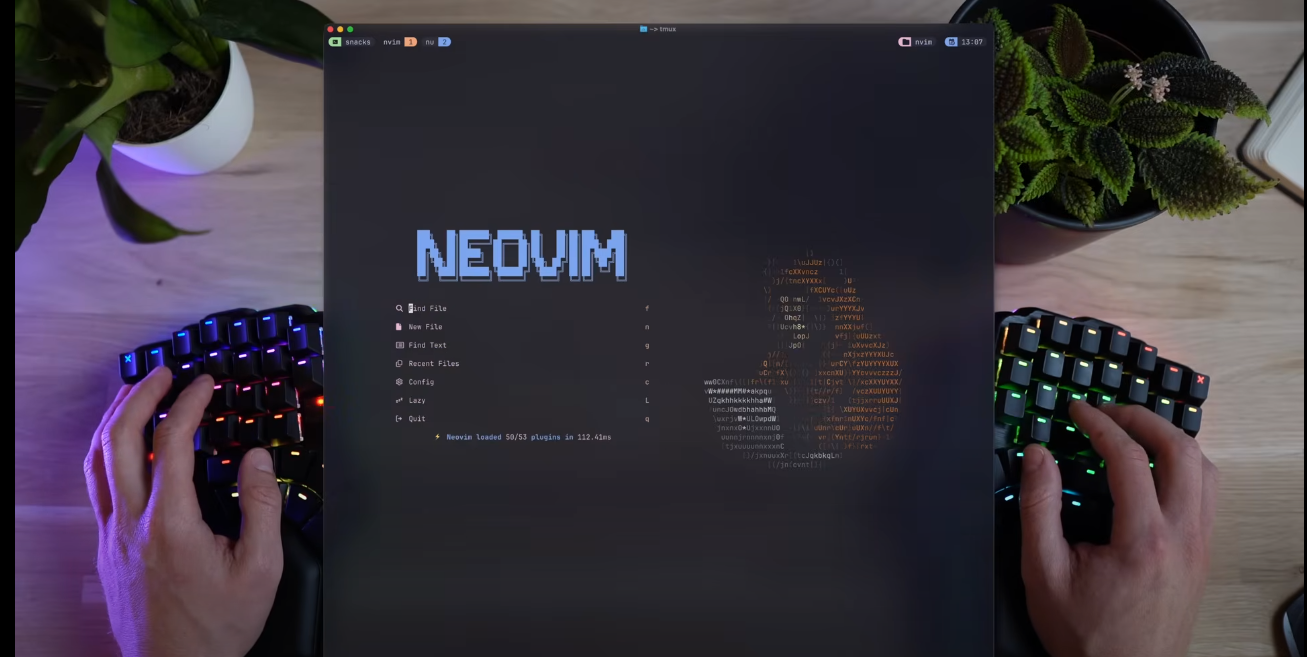 ~> tmux
snacks nvim 1 nu 2
nvim 13:07
NEOVIM
Find File f
New File n
Find Text g
Recent Files r
Config c
Lazy L
Quit q
⚡ Neovim loaded 50/53 plugins in 112.41ms